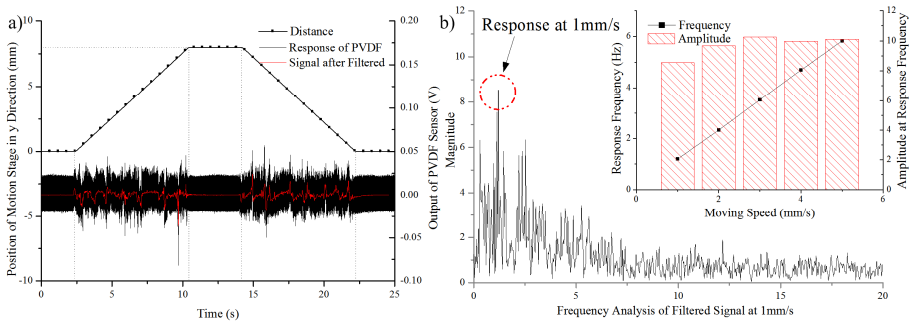 a)
Position of Motion Stage in y Direction (mm)
10
5
0
-5
-10
Distance
Response of PVDF
Signal after Filtered
0.20
0.15
0.10
0.05
0.00
-0.05
-0.10
Output of PVDF Sensor (V)
0 5 10 15 20 25
Time (s)
b)
Magnitude
12
10
8
6
4
2
0
Response at 1mm/s
0 5 10 15 20
Frequency Analysis of Filtered Signal at 1mm/s
Response Frequency (Hz)
6
4
2
0
Frequency
Amplitude
12
10
8
6
4
2
0
Amplitude at Response Frequency
0 2 4 6
Moving Speed (mm/s)